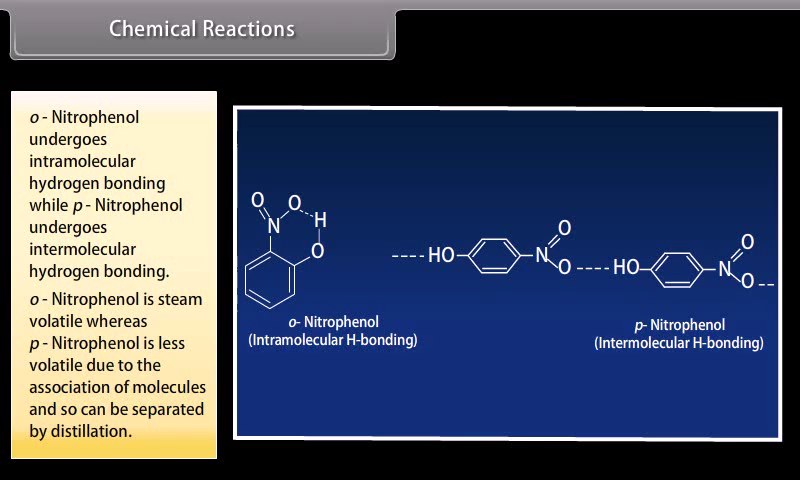 Chemical Reactions
o - Nitrophenol
undergoes
intramolecular
hydrogen bonding
while p - Nitrophenol
undergoes
intermolecular
hydrogen bonding.
o - Nitrophenol is steam
volatile whereas
p - Nitrophenol is less
volatile due to the
association of molecules
and so can be separated
by distillation.
O O H
N
O
o- Nitrophenol
(Intramolecular H-bonding)
O
HO N
O
O
HO N
O
p- Nitrophenol
(Intermolecular H-bonding)